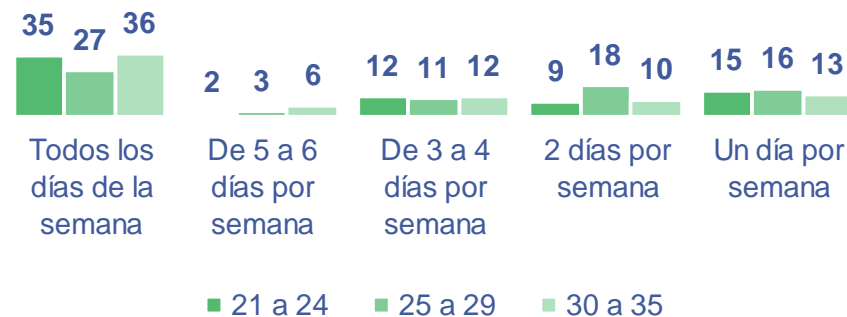 35 27 36 2 3 6 12 11 12 9 18 10 15 16 13
Todos los días de la semana
De 5 a 6 días por semana
De 3 a 4 días por semana
2 días por semana
Un día por semana
21 a 24 25 a 29 30 a 35